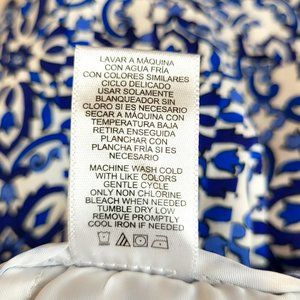 LAVAR A MÁQUINA
CON AGUA FRÍA
CON COLORES SIMILARES
CICLO DELICADO
USAR SOLAMENTE
BLANQUEADOR SIN
CLORO SI ES NECESARIO
SECAR A MÁQUINA CON
TEMPERATURA BAJA
RETIRA ENSEGUIDA
PLANCHAR CON
PLANCHA FRÍA SI ES
NECESARIO
MACHINE WASH COLD
WITH LIKE COLORS
GENTLE CYCLE
ONLY NON CHLORINE
BLEACH WHEN NEEDED
TUMBLE DRY LOW
REMOVE PROMPTLY
COOL IRON IF NEEDED